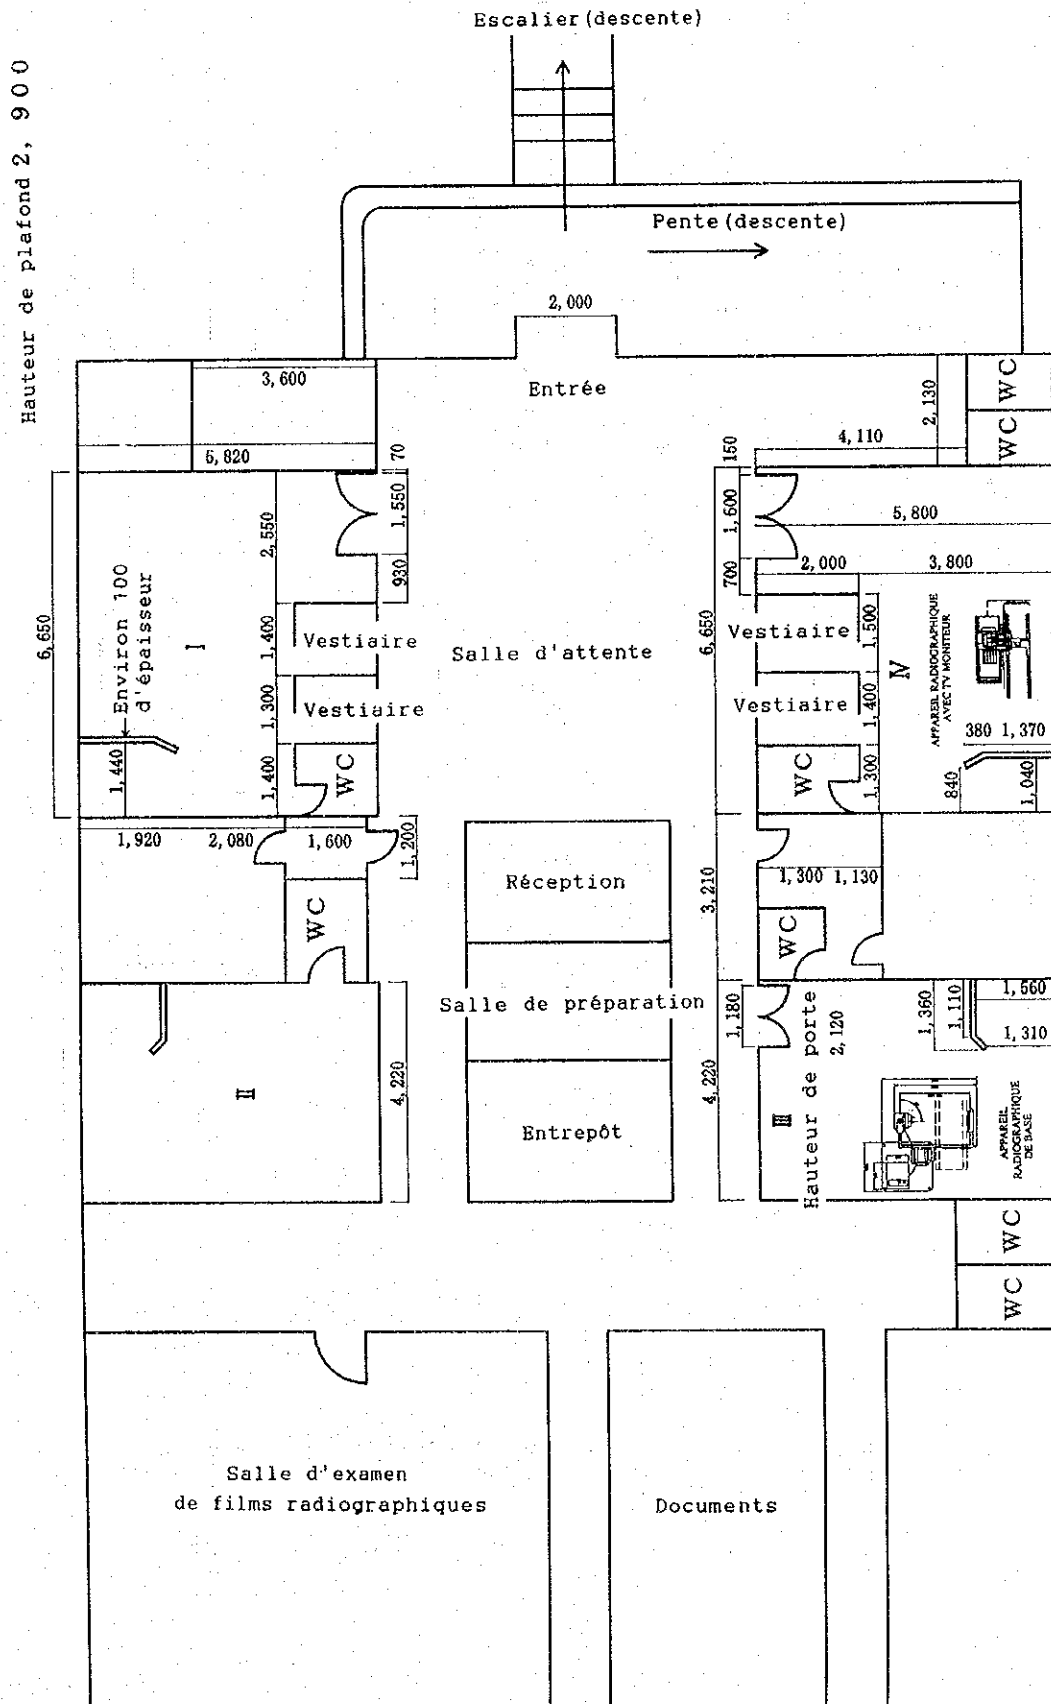 Escalier(descente)
Hauteur de plafond 2,900
Pente(descente)
2,000
Entrée
3,600
5,820
70
1,550
930
2,550
1,400
1,300
1,400
6,650
Environ 100
d'épaisseur
I
1,440
Vestiaire
Vestiaire
WC
Salle d'attente
WC
WC
2,130
4,110
150
1,600
700
6,650
5,800
2,000
3,800
Vestiaire
Vestiaire
WC
1,500
1,400
1,300
IV
APPAREIL RADIOGRAPHIQUE
AVEC TV MONITEUR
380
1,370
840
1,040
1,920
2,080
1,600
1,200
WC
Réception
3,210
1,300
1,130
WC
II
4,220
Salle de préparation
Entrepôt
1,180
4,220
Hauteur de porte
2,120
III
1,360
1,110
1,560
1,310
APPAREIL
RADIOGRAPHIQUE
DE BASE
WC
WC
Salle d'examen
de films radiographiques
Documents